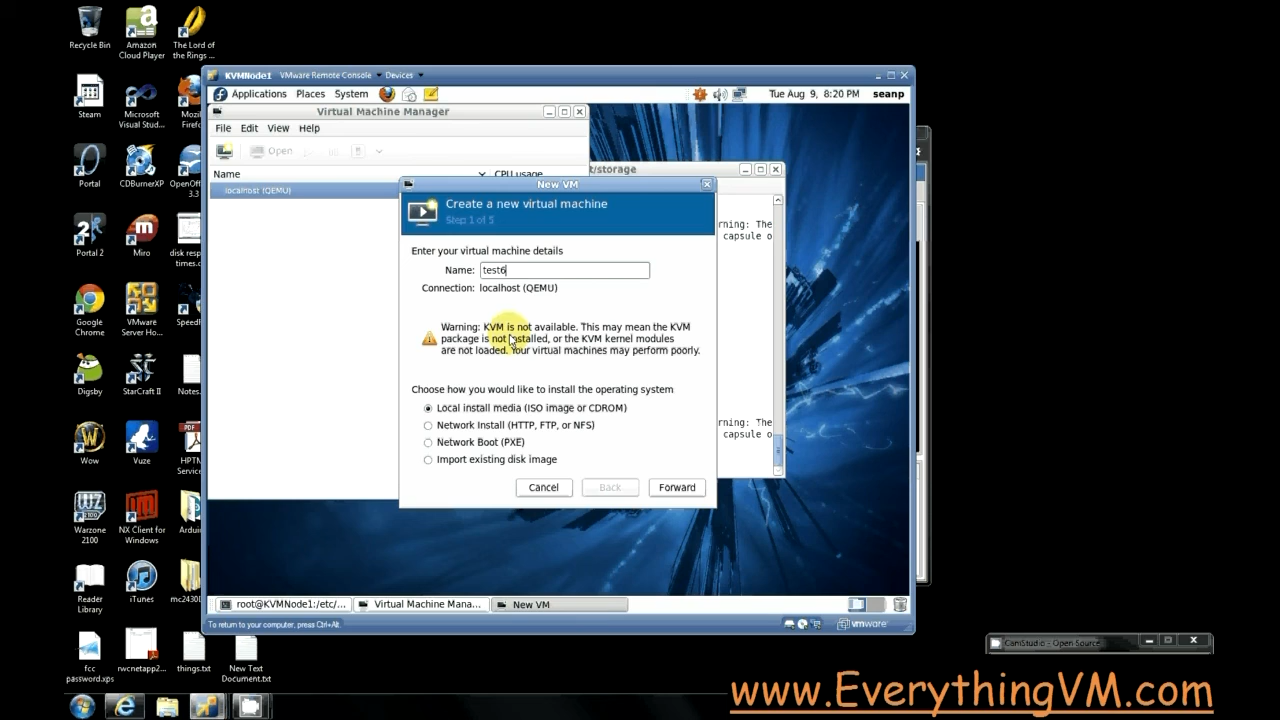 Recycle Bin
Amazon Cloud Player
The Lord of the Rings ...
Steam
Microsoft Visual Stud...
Mozil
Firefo
Portal
CDBurnerXP
OpenOf
3.3
Portal 2
Miro
disk resp
times.c
Google Chrome
VMware Server Ho...
SpeedF
Digsby
StarCraft II
Notes.
Wow
Vuze
HPTM
Service
Warzone 2100
NX Client for Windows
Ardui
Reader Library
iTunes
mc2430
fcc password.xps
rwcnetapp2...
things.txt
New Text Document.txt
KVMNode1 VMware Remote Console Devices
Applications Places System
Tue Aug 9, 8:20 PM seanp
Virtual Machine Manager
File Edit View Help
Open
Name
CPU usage
localhost (QEMU)
t/storage
rning: The
capsule o
rning: The
capsule o
New VM
Create a new virtual machine
Step 1 of 5
Enter your virtual machine details
Name: test6
Connection: localhost (QEMU)
Warning: KVM is not available. This may mean the KVM
package is not installed, or the KVM kernel modules
are not loaded. Your virtual machines may perform poorly.
Choose how you would like to install the operating system
Local install media (ISO image or CDROM)
Network Install (HTTP, FTP, or NFS)
Network Boot (PXE)
Import existing disk image
Cancel Back Forward
root@KVMNode1:/etc/... Virtual Machine Mana... New VM
To return to your computer, press Ctrl+Alt.
vmware
CamStudio - Open Source
www.EverythingVM.com